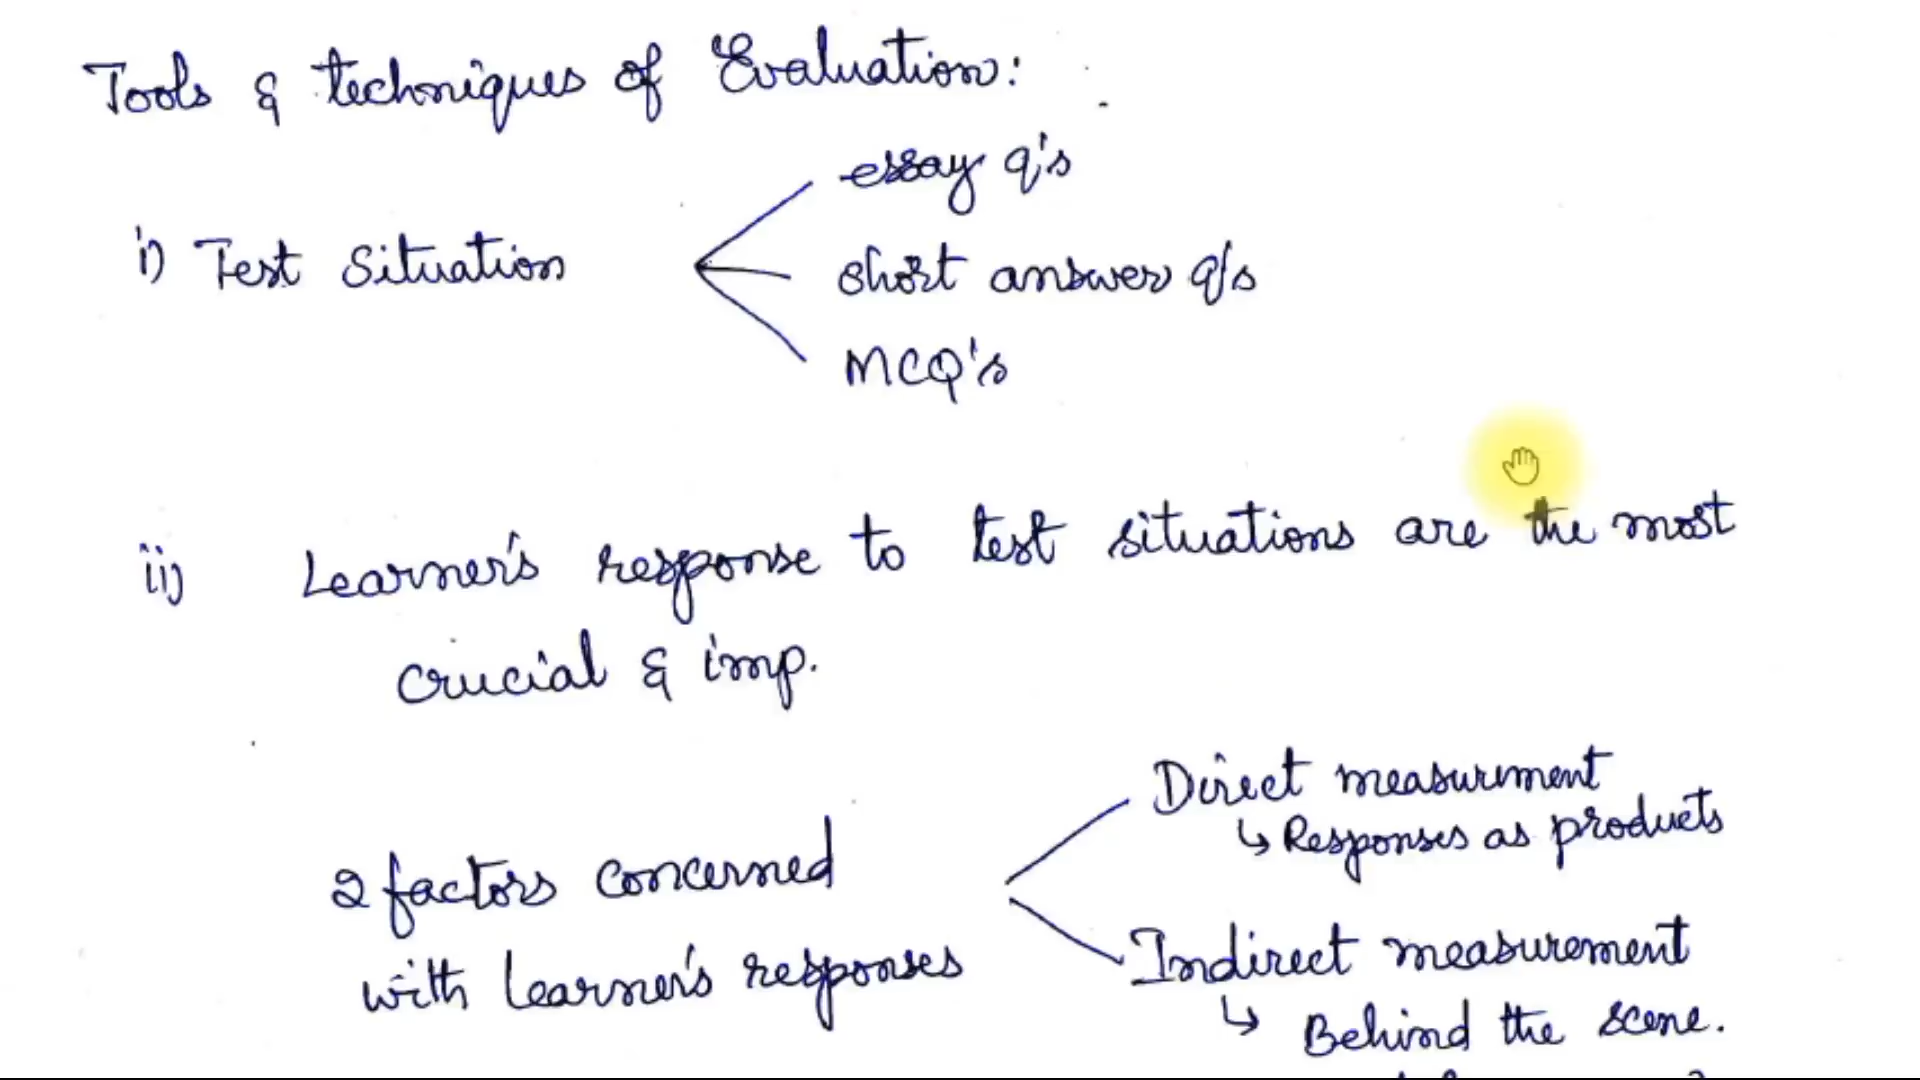 Tools & techniques of Evaluation:
essay q's
i) Test Situation
short answer q's
MCQ's
ii) Learner's response to test situations are the most
crucial & imp.
Direct measurment
↳ Responses as products
2 factors concerned
with Learner's responses
Indirect measurement
↳ Behind the scene.